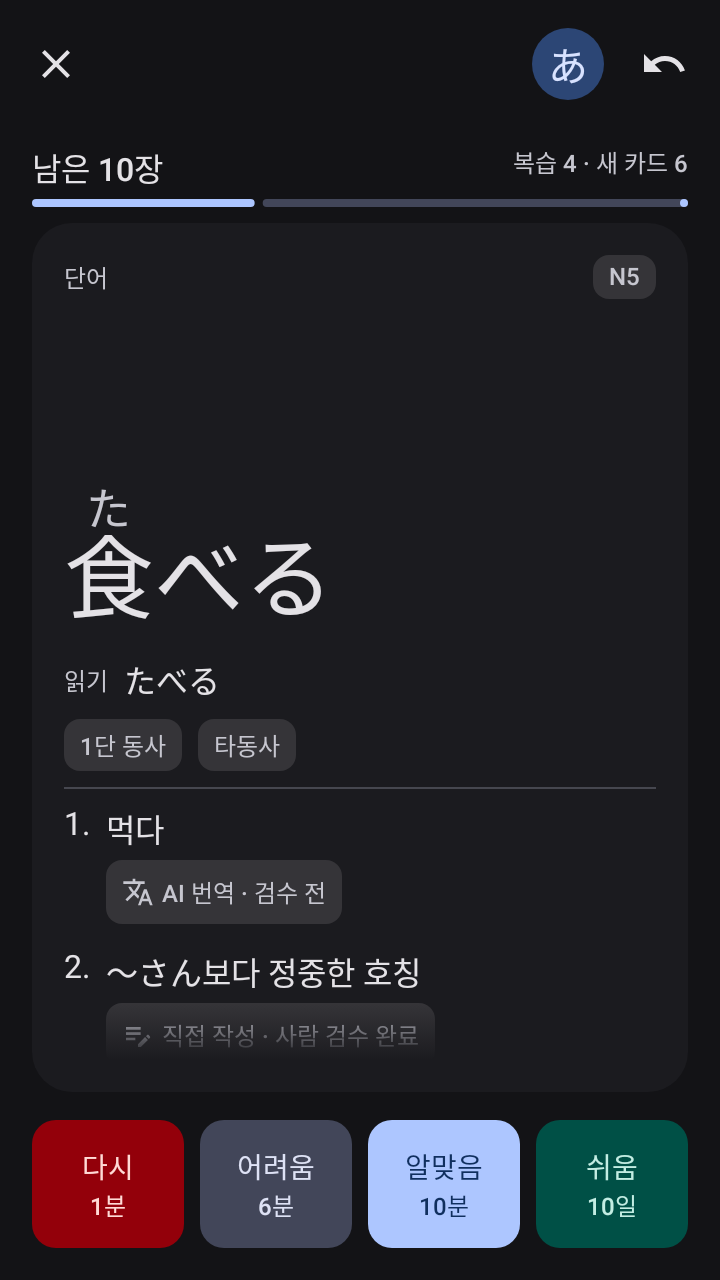 あ
남은 10장
복습 4 · 새 카드 6
단어
N5
た
食べる
읽기 たべる
1단 동사
타동사
1. 먹다
AI 번역 · 검수 전
2. ～さん보다 정중한 호칭
직접 작성 · 사람 검수 완료
다시
1분
어려움
6분
알맞음
10분
쉬움
10일